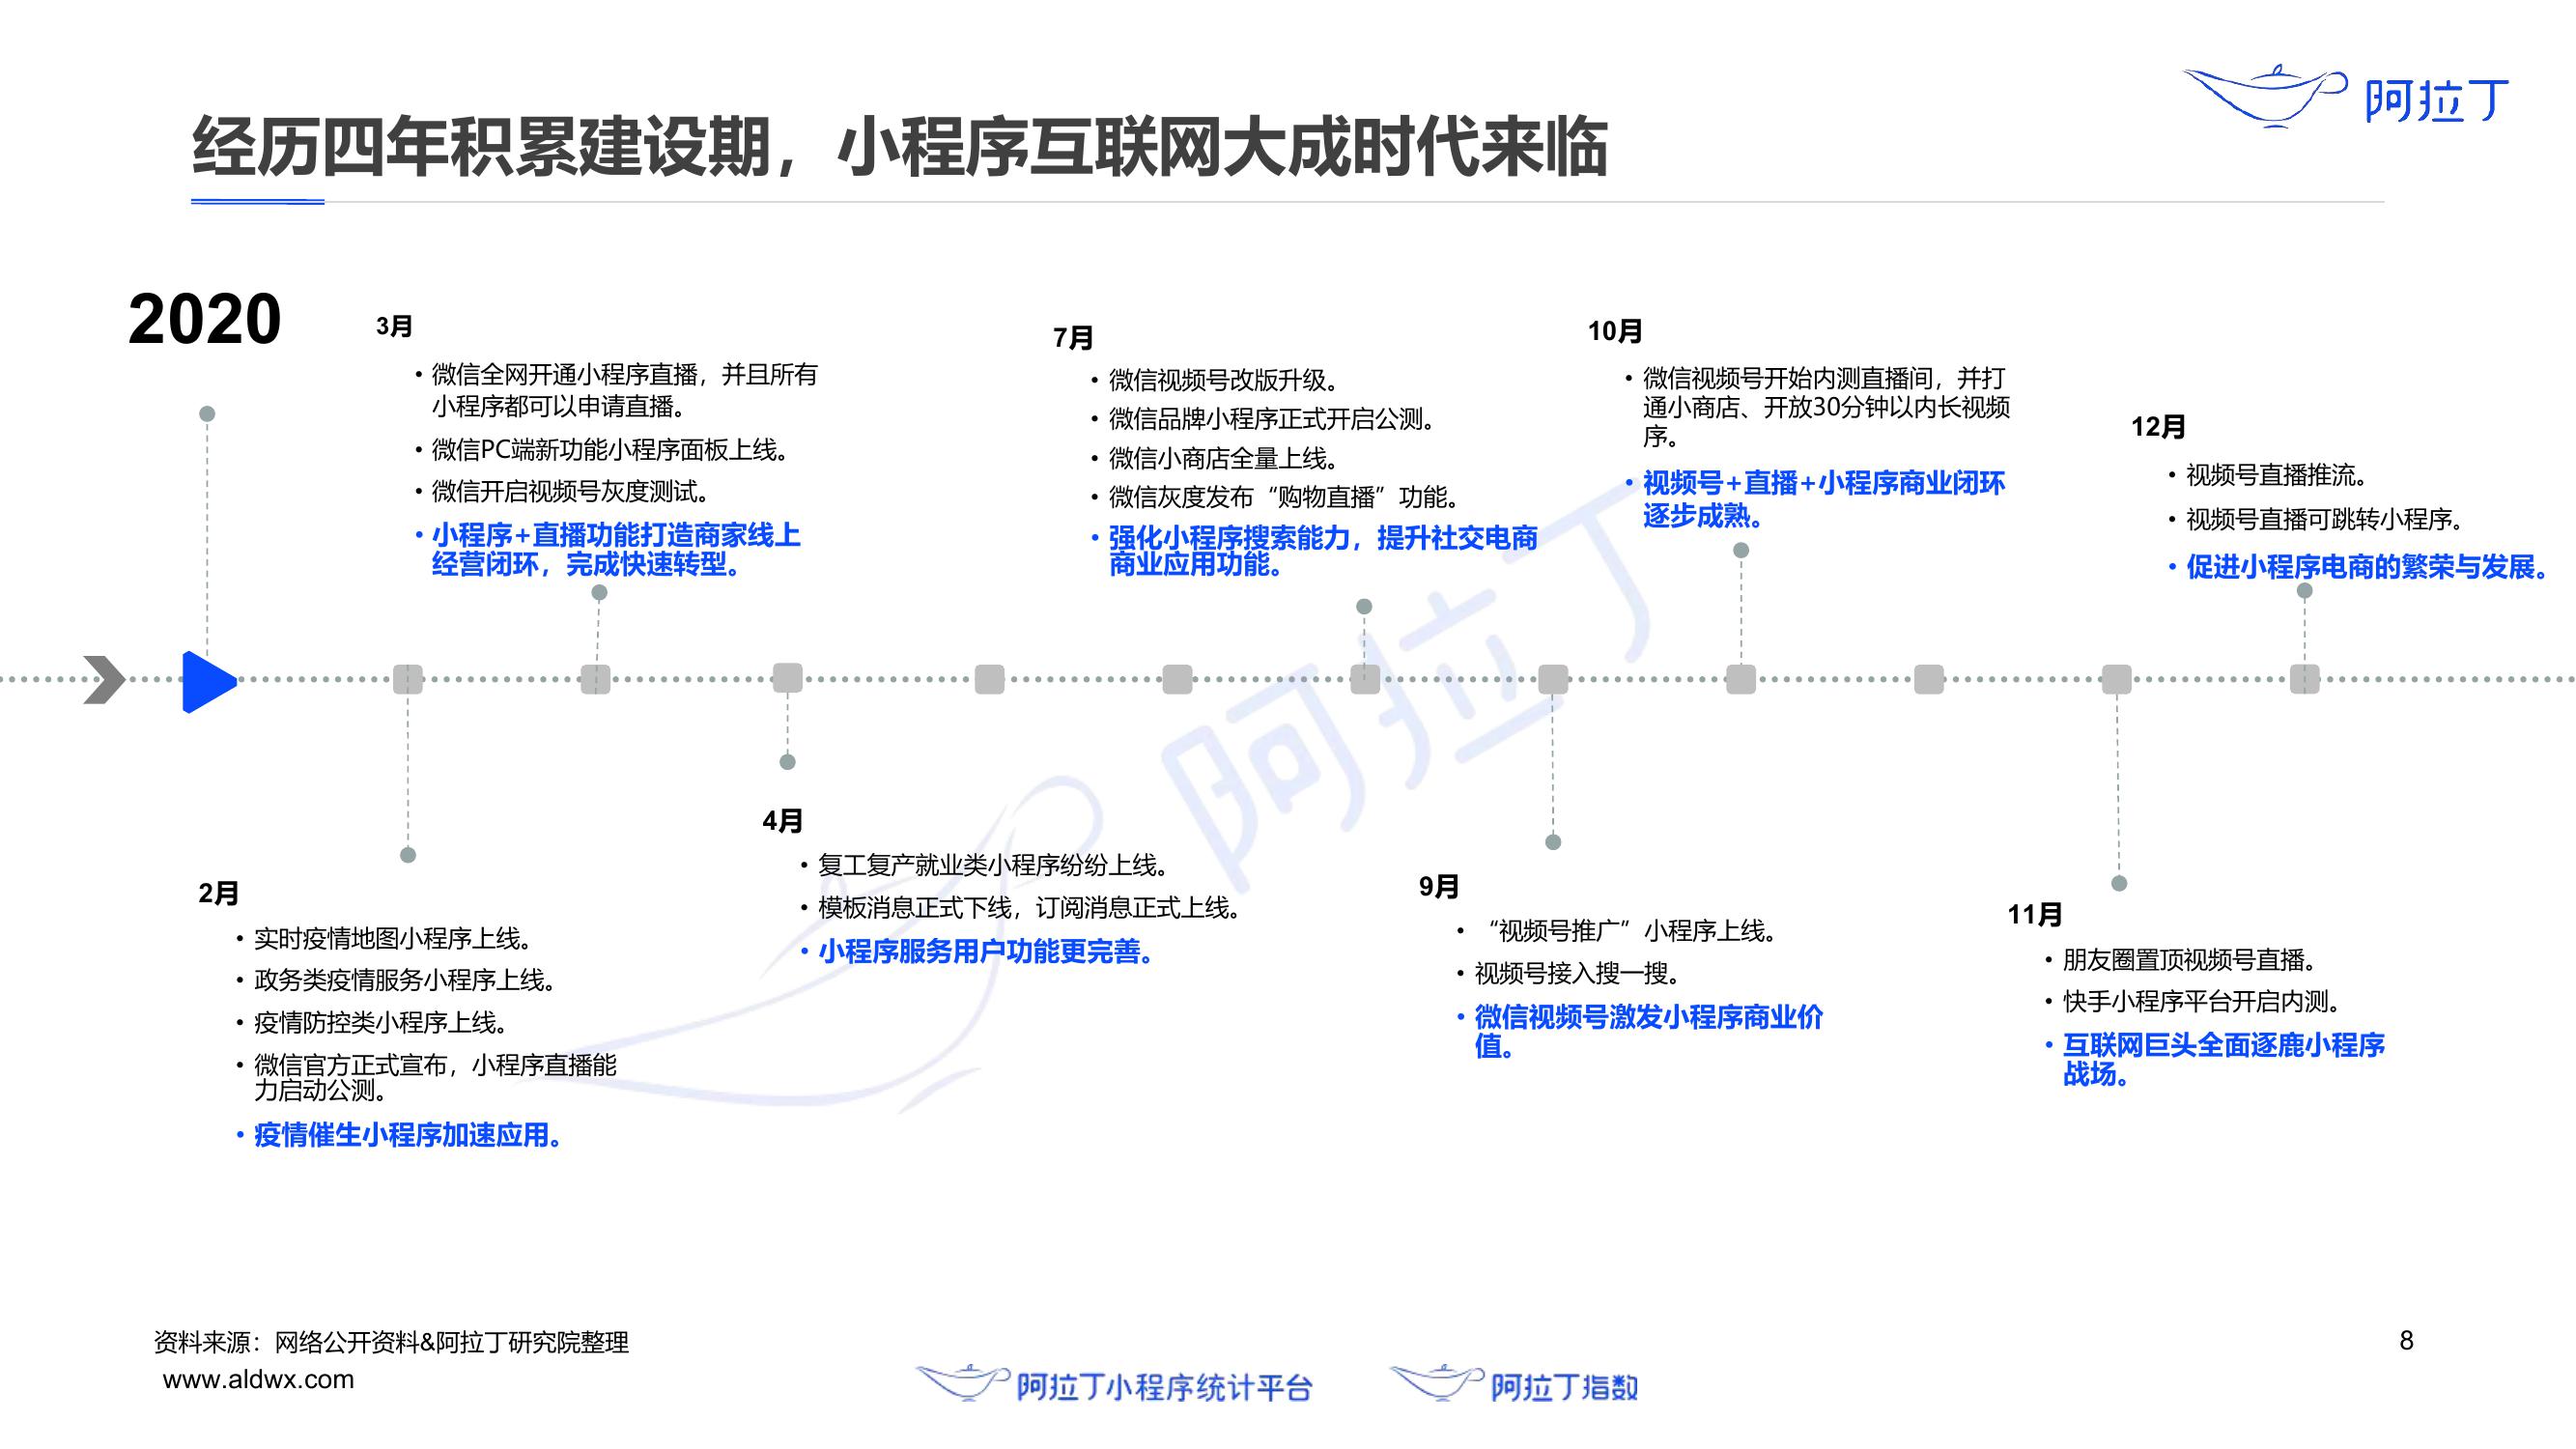 阿拉丁
经历四年积累建设期，小程序互联网大成时代来临
2020
3月
• 微信全网开通小程序直播，并且所有
小程序都可以申请直播。
• 微信PC端新功能小程序面板上线。
• 微信开启视频号灰度测试。
• 小程序+直播功能打造商家线上
经营闭环，完成快速转型。
7月
• 微信视频号改版升级。
• 微信品牌小程序正式开启公测。
• 微信小商店全量上线。
• 微信灰度发布“购物直播”功能。
• 强化小程序搜索能力，提升社交电商
商业应用功能。
10月
• 微信视频号开始内测直播间，并打
通小商店、开放30分钟以内长视频
序。
• 视频号+直播+小程序商业闭环
逐步成熟。
12月
• 视频号直播推流。
• 视频号直播可跳转小程序。
• 促进小程序电商的繁荣与发展。
阿拉丁
2月
• 实时疫情地图小程序上线。
• 政务类疫情服务小程序上线。
• 疫情防控类小程序上线。
• 微信官方正式宣布，小程序直播能
力启动公测。
• 疫情催生小程序加速应用。
4月
• 复工复产就业类小程序纷纷上线。
• 模板消息正式下线，订阅消息正式上线。
• 小程序服务用户功能更完善。
9月
• “视频号推广”小程序上线。
• 视频号接入搜一搜。
• 微信视频号激发小程序商业价
值。
11月
• 朋友圈置顶视频号直播。
• 快手小程序平台开启内测。
• 互联网巨头全面逐鹿小程序
战场。
资料来源：网络公开资料&阿拉丁研究院整理
www.aldwx.com
阿拉丁小程序统计平台
阿拉丁指数
8